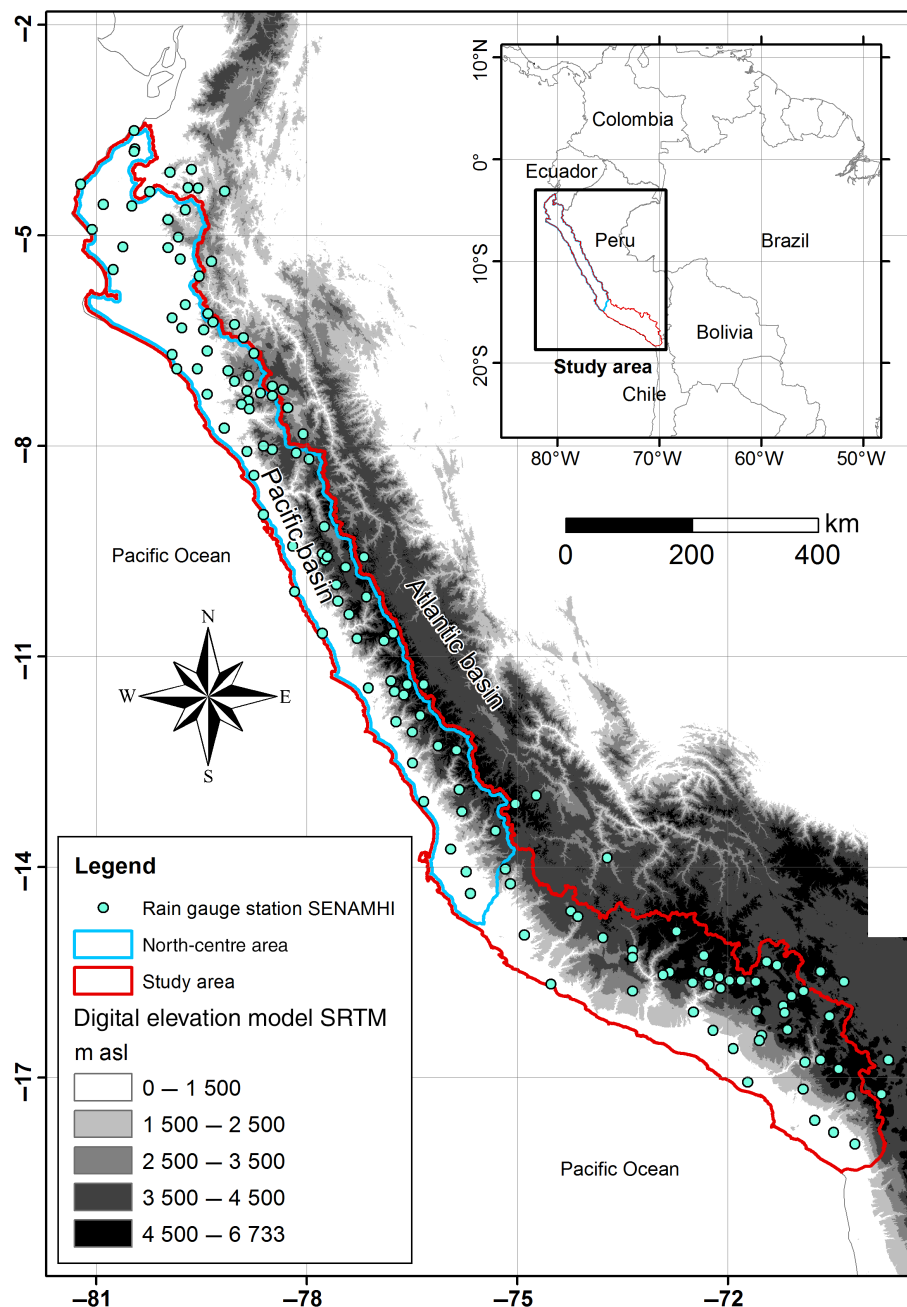 −2
−5
−8
−11
−14
−17
−81
−78
−75
−72
10°N
0°
10°S
20°S
80°W
70°W
60°W
50°W
Colombia
Ecuador
Peru
Brazil
Bolivia
Study area
Chile
km
0 200 400
Pacific Ocean
Pacific basin
Atlantic basin
N
W
E
S
Legend
Rain gauge station SENAMHI
North-centre area
Study area
Digital elevation model SRTM
m asl
0 – 1 500
1 500 – 2 500
2 500 – 3 500
3 500 – 4 500
4 500 – 6 733
Pacific Ocean